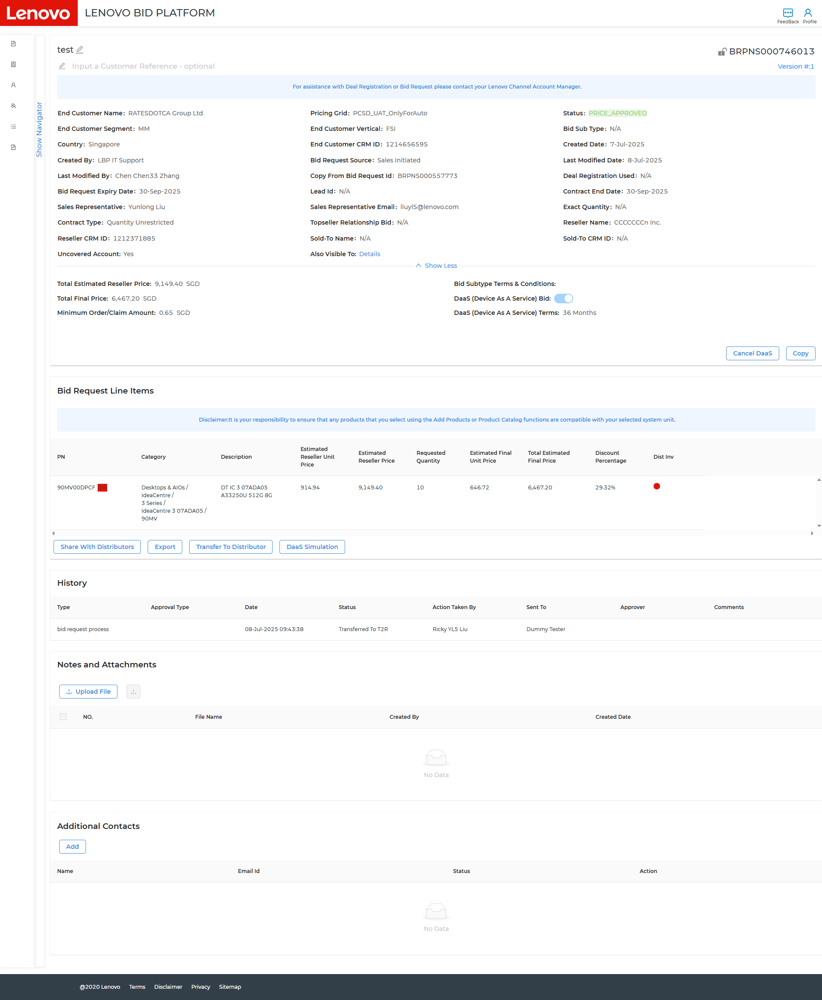 Lenovo
LENOVO BID PLATFORM
FeedBack Profile
Show Navigator
test
BRPNS000746013
Input a Customer Reference - optional
Version #:1
For assistance with Deal Registration or Bid Request please contact your Lenovo Channel Account Manager.
End Customer Name: RATESDOTCA Group Ltd
Pricing Grid: PCSD_UAT_OnlyForAuto
Status: PRICE_APPROVED
End Customer Segment: MM
End Customer Vertical: FSI
Bid Sub Type: N/A
Country: Singapore
End Customer CRM ID: 1214656595
Created Date: 7-Jul-2025
Created By: LBP IT Support
Bid Request Source: Sales Initiated
Last Modified Date: 8-Jul-2025
Last Modified By: Chen Chen33 Zhang
Copy From Bid Request Id: BRPNS000557773
Deal Registration Used: N/A
Bid Request Expiry Date: 30-Sep-2025
Lead Id: N/A
Contract End Date: 30-Sep-2025
Sales Representative: Yunlong Liu
Sales Representative Email: liuyl5@lenovo.com
Exact Quantity: N/A
Contract Type: Quantity Unrestricted
Topseller Relationship Bid: N/A
Reseller Name: CCCCCCCn Inc.
Reseller CRM ID: 1212371885
Sold-To Name: N/A
Sold-To CRM ID: N/A
Uncovered Account: Yes
Also Visible To: Details
Show Less
Total Estimated Reseller Price: 9,149.40 SGD
Bid Subtype Terms & Conditions:
Total Final Price: 6,467.20 SGD
DaaS (Device As A Service) Bid:
Minimum Order/Claim Amount: 0.65 SGD
DaaS (Device As A Service) Terms: 36 Months
Cancel DaaS
Copy
Bid Request Line Items
Disclaimer:It is your responsibility to ensure that any products that you select using the Add Products or Product Catalog functions are compatible with your selected system unit.
PN
Category
Description
Estimated
Reseller Unit
Price
Estimated
Reseller Price
Requested
Quantity
Estimated Final
Unit Price
Total Estimated
Final Price
Discount
Percentage
Dist Inv
90MV00DPCF DR
Desktops & AIOs /
IdeaCentre /
3 Series /
IdeaCentre 3 07ADA05 /
90MV
DT IC 3 07ADA05
A33250U 512G 8G
914.94
9,149.40
10
646.72
6,467.20
29.32%
Share With Distributors
Export
Transfer To Distributor
DaaS Simulation
History
Type
Approval Type
Date
Status
Action Taken By
Sent To
Approver
Comments
bid request process
08-Jul-2025 09:43:38
Transferred To T2R
Ricky YL5 Liu
Dummy Tester
Notes and Attachments
Upload File
NO.
File Name
Created By
Created Date
No Data
Additional Contacts
Add
Name
Email Id
Status
Action
No Data
@2020 Lenovo Terms Disclaimer Privacy Sitemap